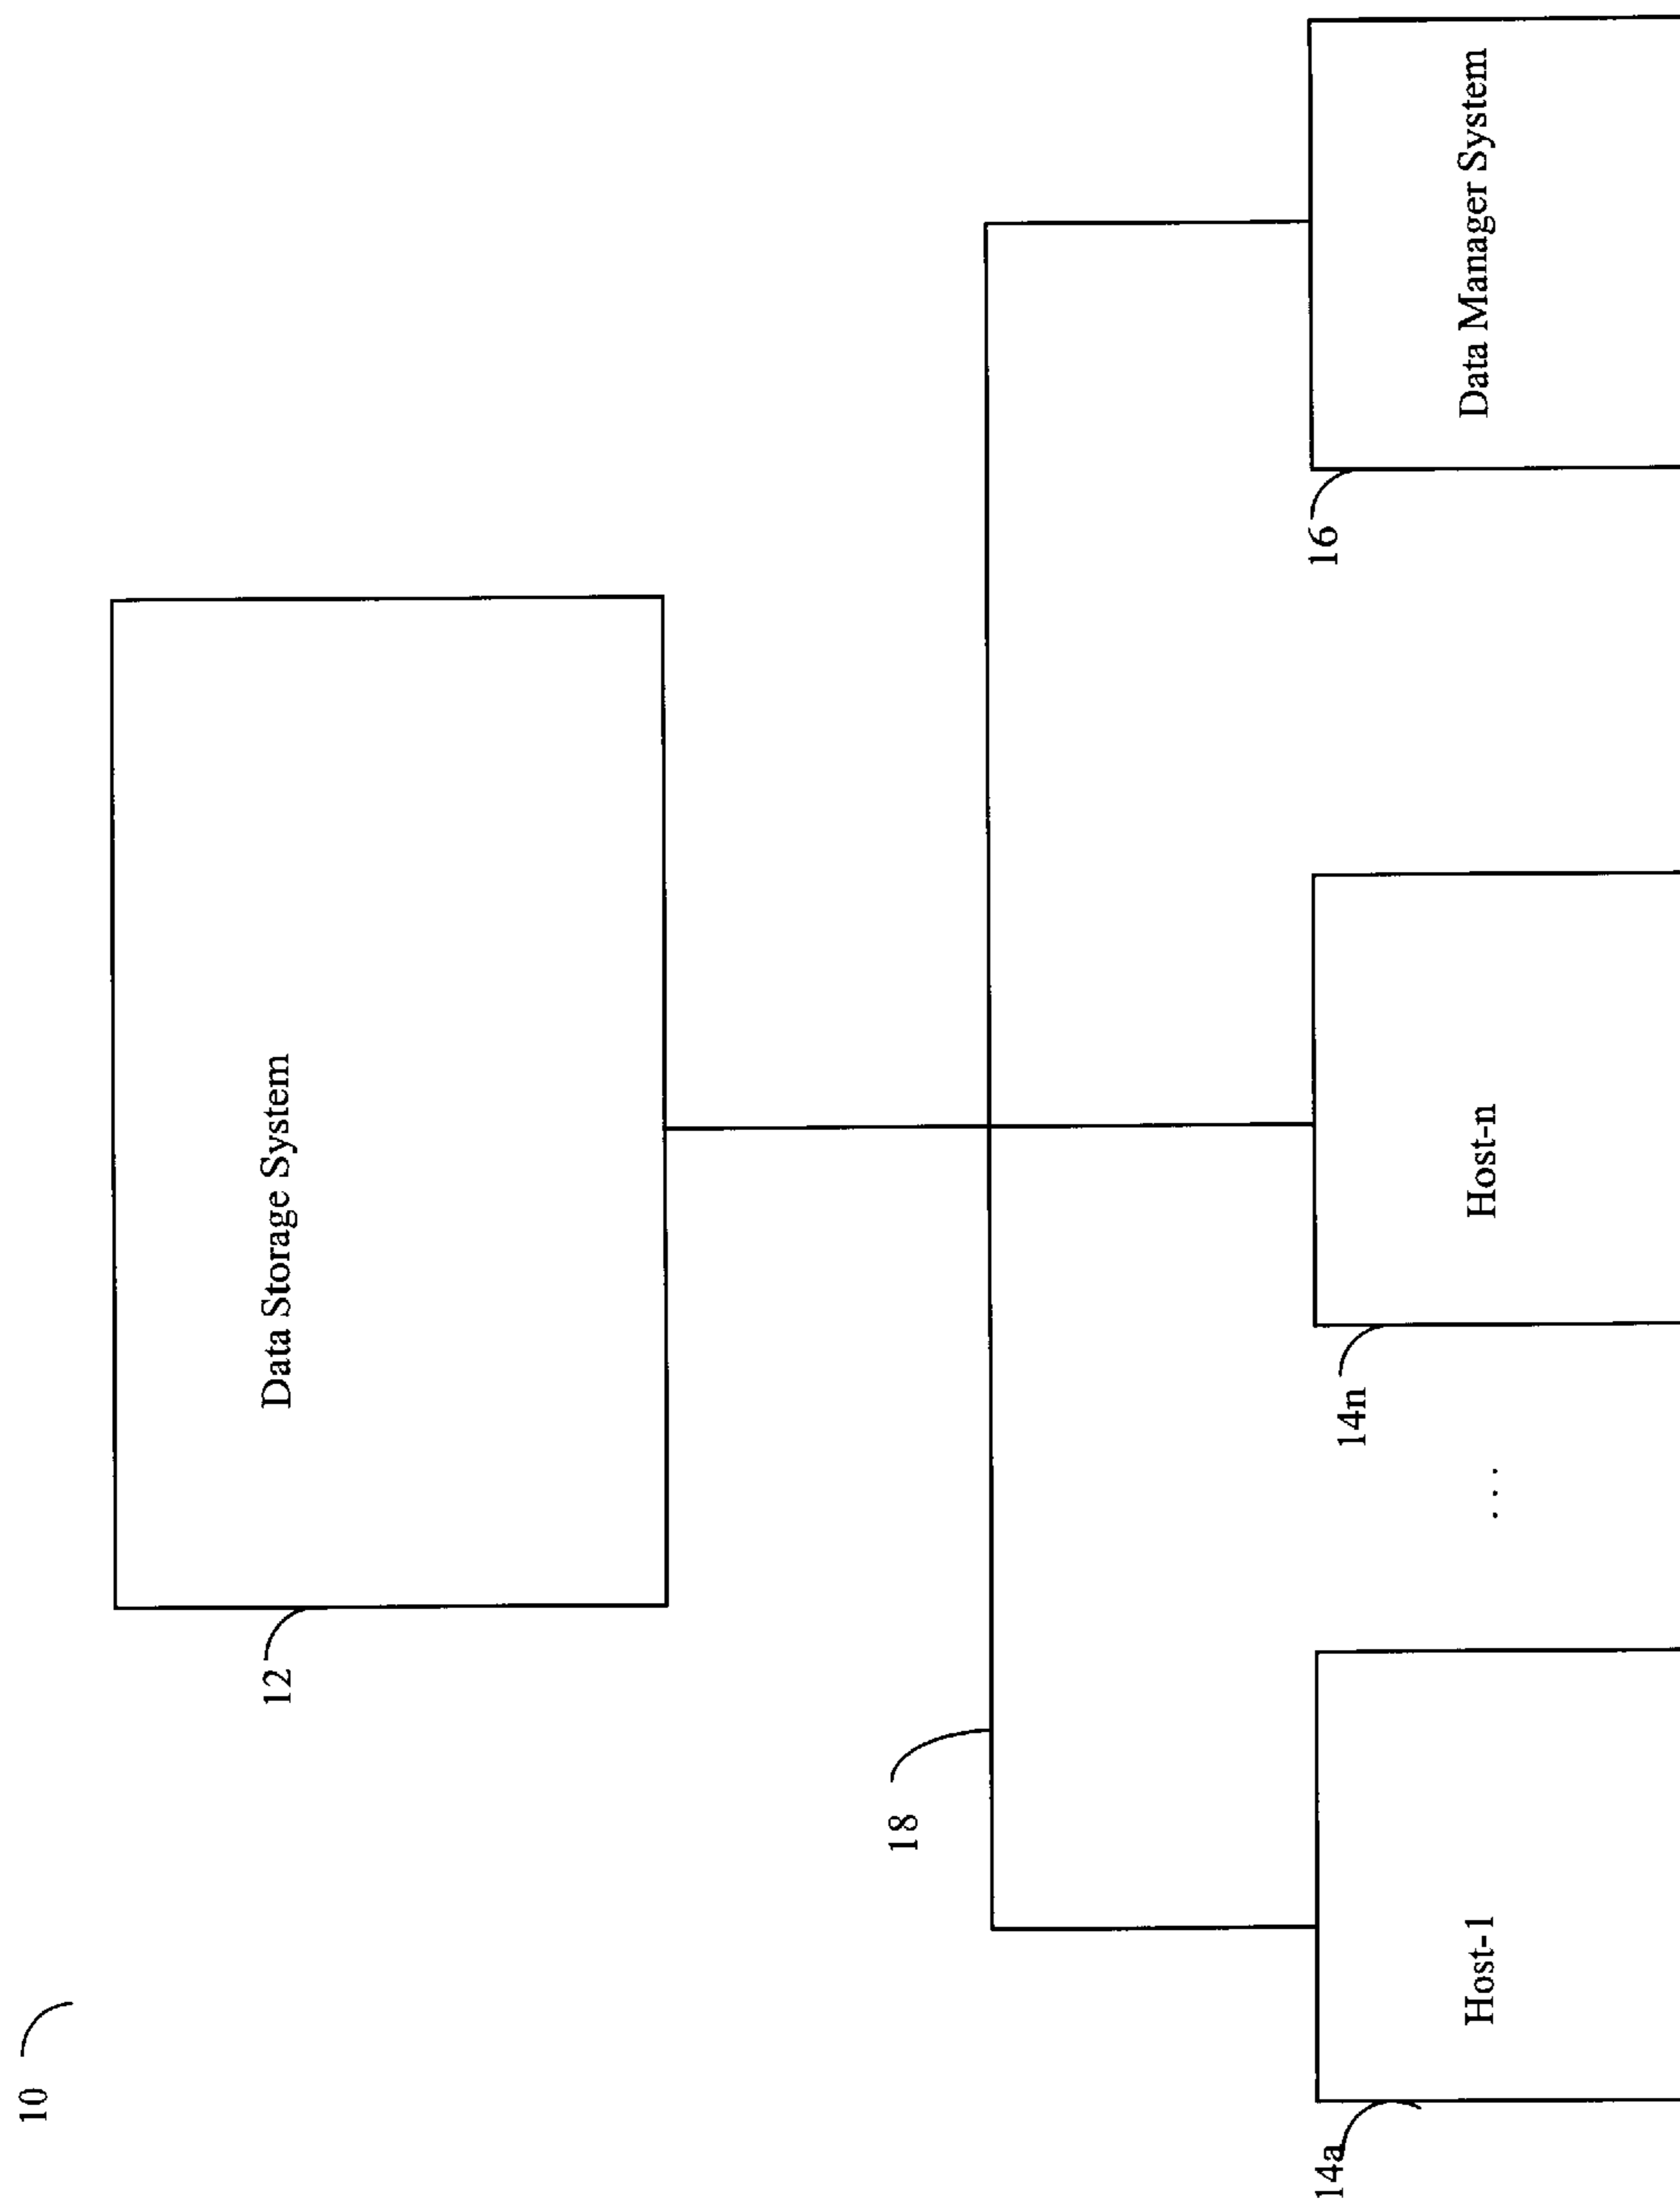 10
12
Data Storage System
18
14a
Host-1
. . .
14n
Host-n
16
Data Manager System